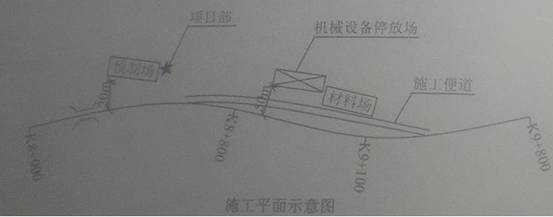 项目部
机械设备停放场
预制场
材料场
施工便道
K8+000
K8+800
K9+100
K9+800
施工平面示意图